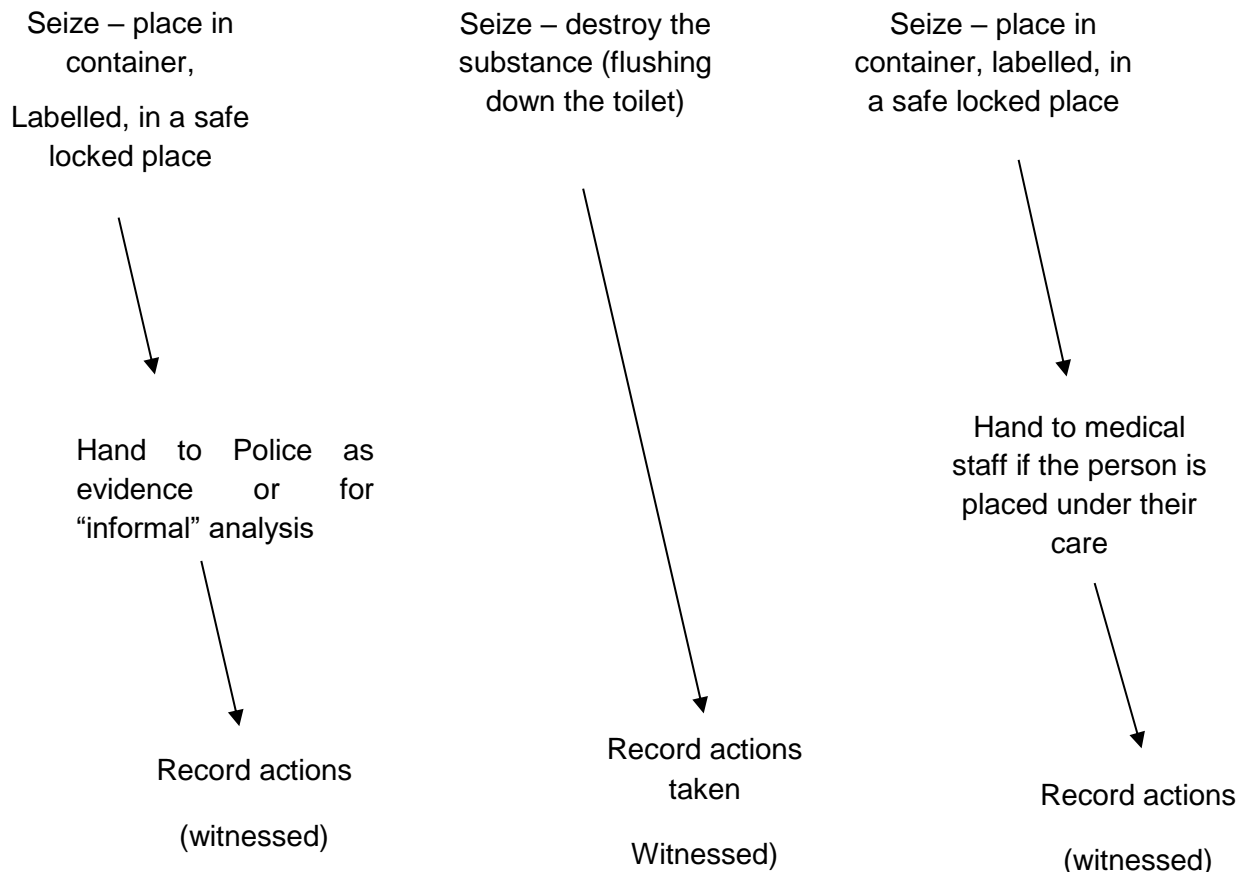 Seize – place in
container,
Labelled, in a safe
locked place
Seize – destroy the
substance (flushing
down the toilet)
Seize – place in
container, labelled, in
a safe locked place
Hand to Police as
evidence or for
“informal” analysis
Hand to medical
staff if the person is
placed under their
care
Record actions
(witnessed)
Record actions
taken
Witnessed)
Record actions
(witnessed)